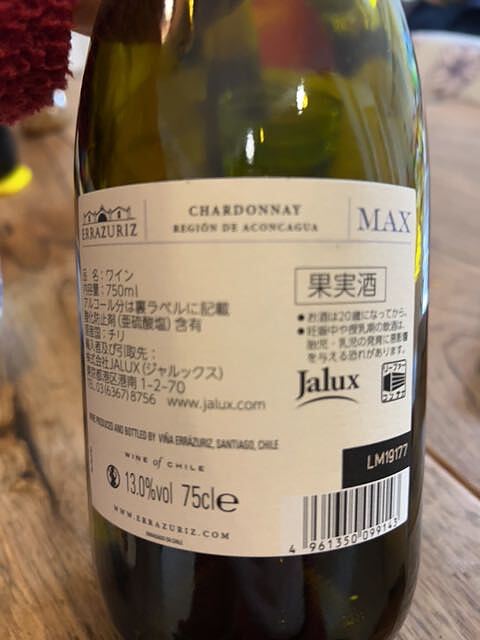 ERRAZURIZ
CHARDONNAY
REGIÓN DE ACONCAGUA
MAX
品名：ワイン
内容量：750ml
アルコール分は裏ラベルに記載
酸化防止剤（亜硫酸塩）含有
原産国：チリ
輸入者及び引取先：
株式会社JALUX（ジャルックス）
東京都港区港南 1-2-70
TEL.03(6367)8756 www.jalux.com
果実酒
●お酒は20歳になってから。
●妊娠中や授乳期の飲酒は、
胎児・乳児の発育に悪影響
を与える恐れがあります。
Jalux
WINE PRODUCED AND BOTTLED BY VIÑA ERRÁZURIZ, SANTIAGO, CHILE
WINE of CHILE
13.0%vol 75cl e
WWW.ERRAZURIZ.COM
LM19177
4 961350 099143